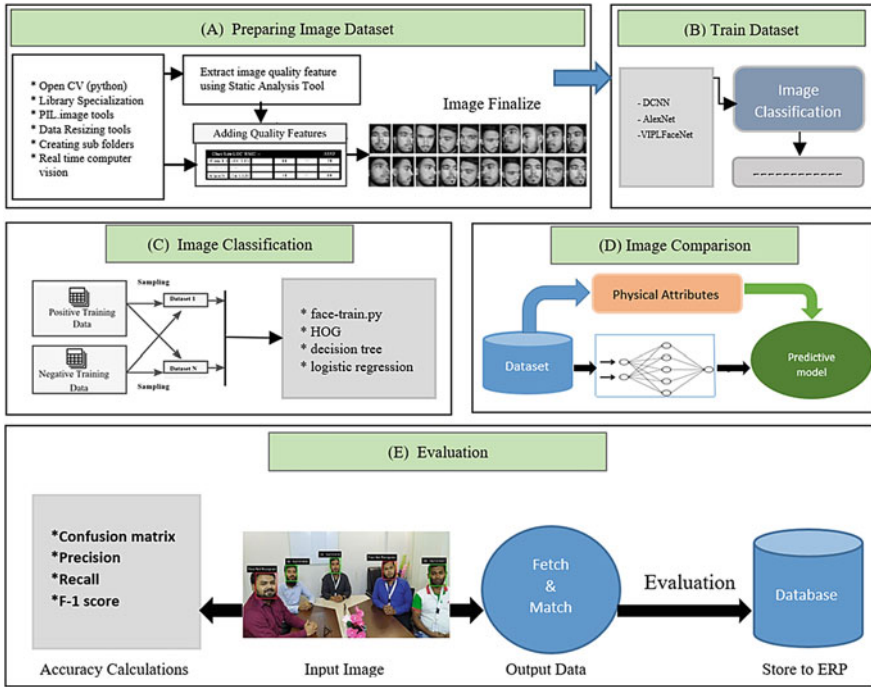 (A) Preparing Image Dataset
* Open CV (python)
* Library Specialization
* PIL.image tools
* Data Resizing tools
* Creating sub folders
* Real time computer
vision
Extract image quality feature
using Static Analysis Tool
Adding Quality Features
Image Finalize
(B) Train Dataset
- DCNN
- AlexNet
-VIPLFaceNet
Image
Classification
(C) Image Classification
Positive Training
Data
Negative Training
Data
Sampling
Dataset 1
Dataset N
Sampling
* face-train.py
* HOG
* decision tree
* logistic regression
(D) Image Comparison
Physical Attributes
Dataset
Predictive
model
(E) Evaluation
*Confusion matrix
*Precision
*Recall
*F-1 score
Fetch
&
Match
Evaluation
Database
Accuracy Calculations
Input Image
Output Data
Store to ERP